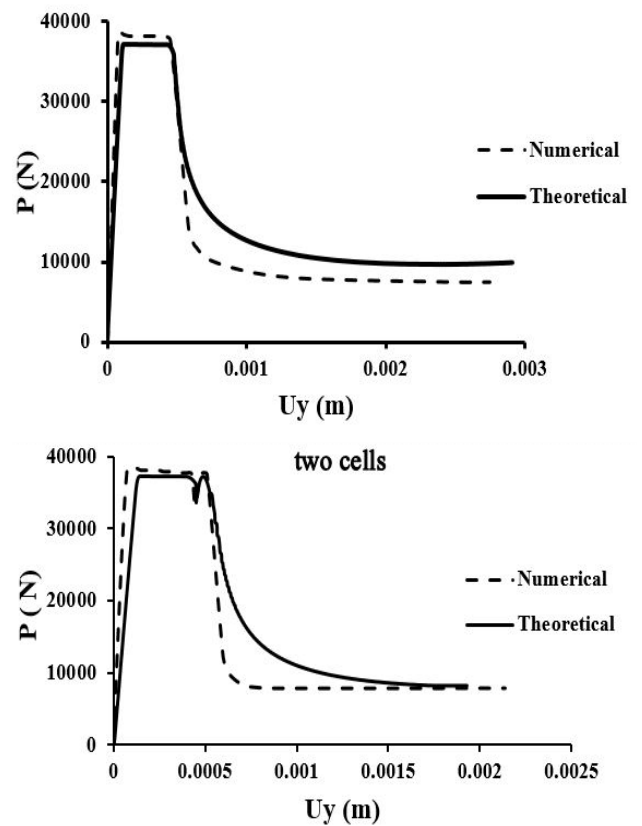 40000
30000
20000
10000
0
P (N)
Numerical
Theoretical
0 0.001 0.002 0.003
Uy (m)
two cells
40000
30000
20000
10000
0
P ( N)
Numerical
Theoretical
0 0.0005 0.001 0.0015 0.002 0.0025
Uy (m)